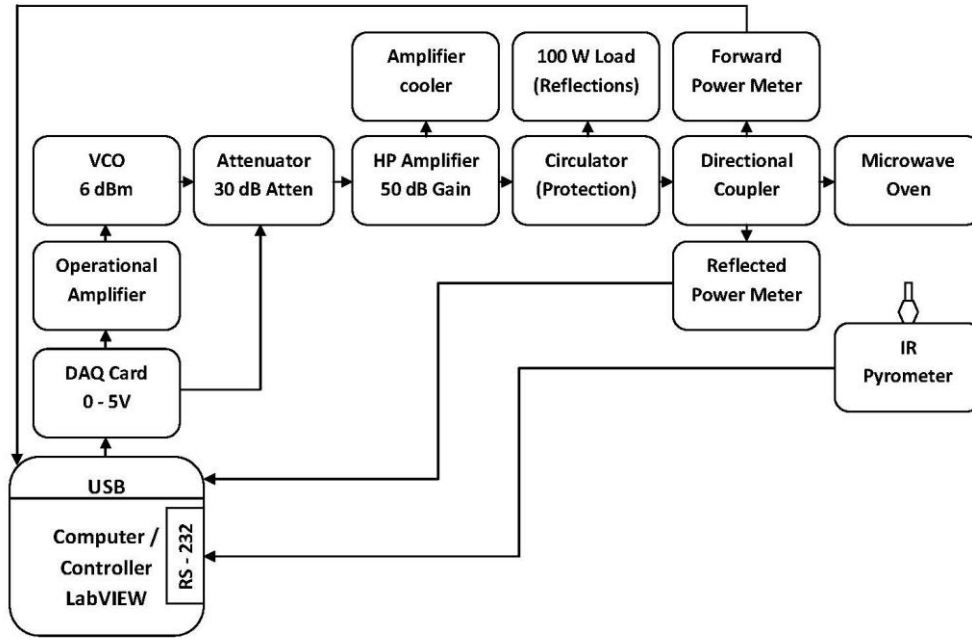 Amplifier
cooler
100 W Load
(Reflections)
Forward
Power Meter
VCO
6 dBm
Attenuator
30 dB Atten
HP Amplifier
50 dB Gain
Circulator
(Protection)
Directional
Coupler
Microwave
Oven
Operational
Amplifier
Reflected
Power Meter
IR
Pyrometer
DAQ Card
0 - 5V
USB
Computer /
Controller
LabVIEW
RS - 232